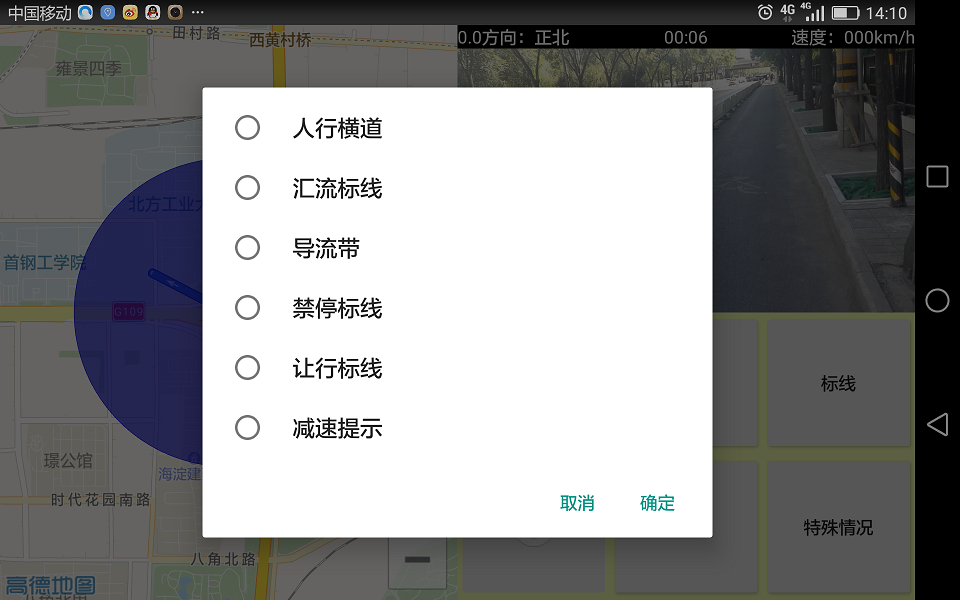 中国移动
4G
4G
14:10
田村路
西黄村桥
0.0方向: 正北
00:06
速度: 000km/h
雍景四季
人行横道
汇流标线
北方工业大
导流带
首钢工学院
G109
禁停标线
让行标线
标线
减速提示
璟公馆
海淀建
时代花园南路
取消
确定
特殊情况
八角北路
高德地图